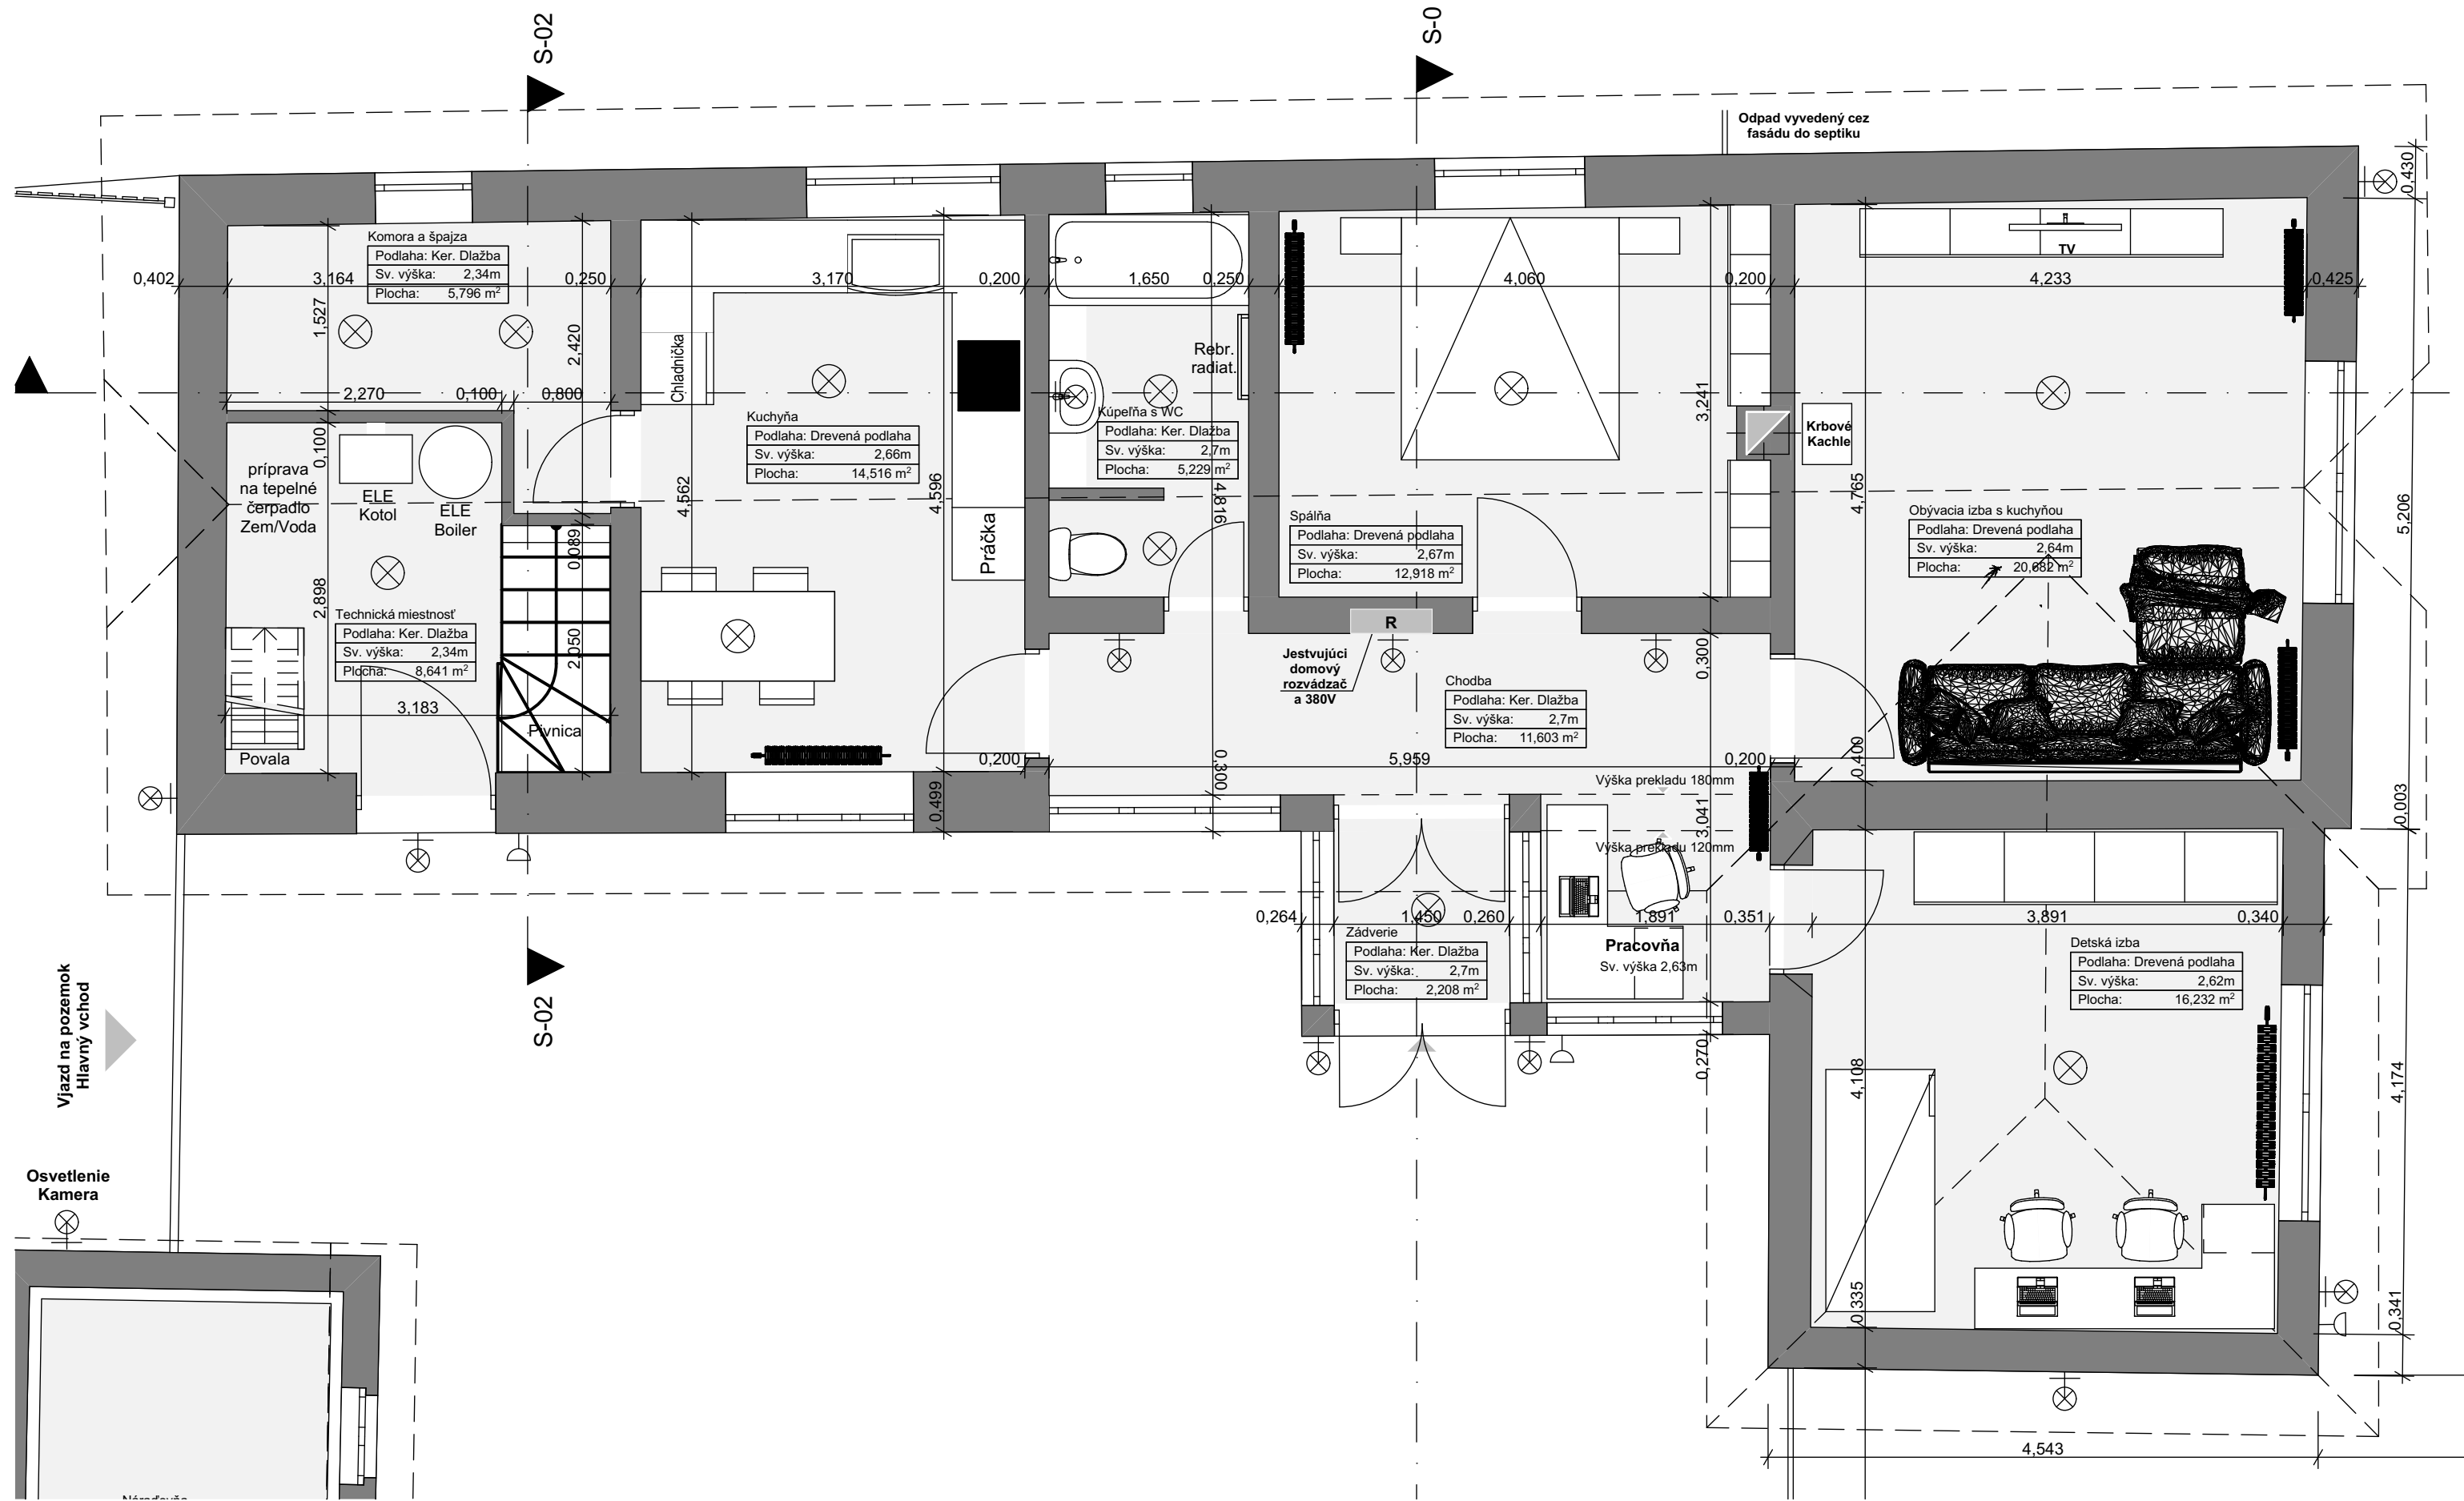 S-02
S-0
Odpad vyvedený cez
fasádu do septiku
0,430
Komora a špajza
Podlaha: Ker. Dlažba
Sv. výška: 2,34m
Plocha: 5,796 m²
0,402
3,164
0,250
3,170
0,200
1,650
0,250
4,060
0,200
4,233
0,425
TV
1,527
2,420
Chladnička
Rebr.
radiat.
3,241
2,270
0,100
0,800
Kuchyňa
Podlaha: Drevená podlaha
Sv. výška: 2,66m
Plocha: 14,516 m²
Kúpeľňa s WC
Podlaha: Ker. Dlažba
Sv. výška: 2,7m
Plocha: 5,229 m²
Krbové
Kachle
0,100
príprava
na tepelné
čerpadlo
Zem/Voda
ELE
Kotol
ELE
Boiler
4,562
4,596
4,816
4,765
5,206
Práčka
Spálňa
Podlaha: Drevená podlaha
Sv. výška: 2,67m
Plocha: 12,918 m²
Obývacia izba s kuchyňou
Podlaha: Drevená podlaha
Sv. výška: 2,64m
Plocha: 20,682 m²
0,089
2,898
2,050
Technická miestnosť
Podlaha: Ker. Dlažba
Sv. výška: 2,34m
Plocha: 8,641 m²
R
Jestvujúci
domový
rozvádzač
a 380V
0,300
Chodba
Podlaha: Ker. Dlažba
Sv. výška: 2,7m
Plocha: 11,603 m²
3,183
Pivnica
Povala
0,200
5,959
0,200
0,300
0,400
0,499
Výška prekladu 180mm
3,041
Výška prekladu 120mm
0,003
0,264
1,450
0,260
1,891
0,351
3,891
0,340
Zádverie
Podlaha: Ker. Dlažba
Sv. výška: 2,7m
Plocha: 2,208 m²
Pracovňa
Sv. výška 2,63m
Detská izba
Podlaha: Drevená podlaha
Sv. výška: 2,62m
Plocha: 16,232 m²
S-02
Vjazd na pozemok
Hlavný vchod
0,270
4,108
4,174
Osvetlenie
Kamera
0,335
0,341
4,543